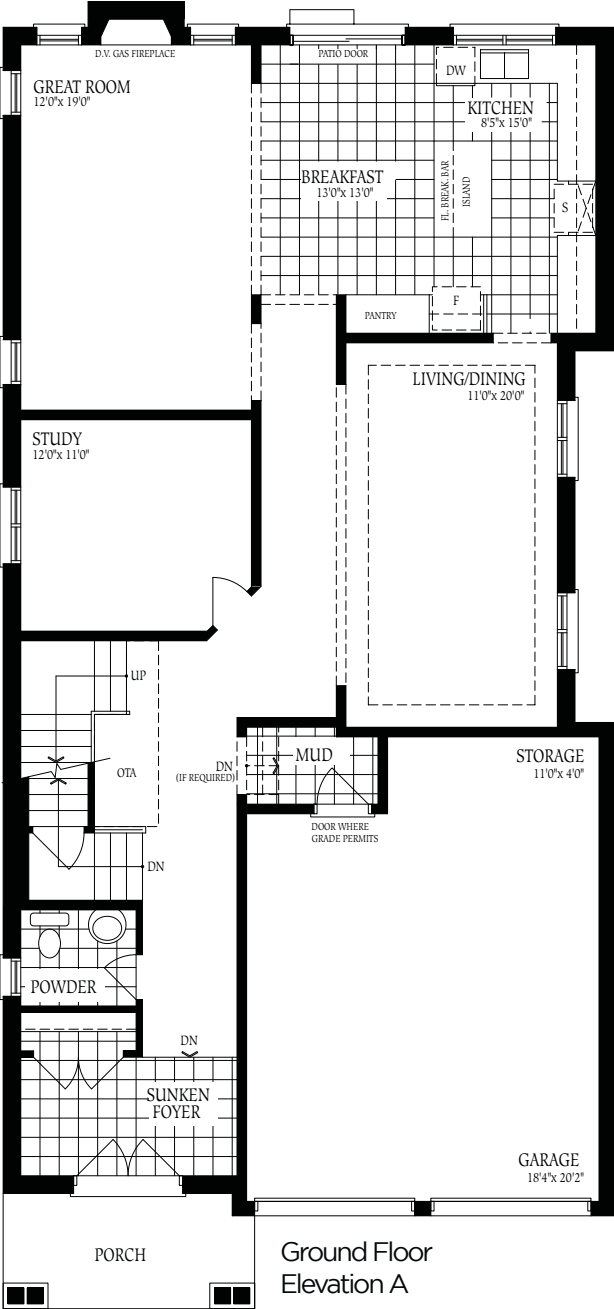 D.V. GAS FIREPLACE
PATIO DOOR
GREAT ROOM
12'0"x 19'0"
DW
KITCHEN
8'5"x 15'0"
BREAKFAST
13'0"x 13'0"
FL. BREAK. BAR
ISLAND
S
F
PANTRY
LIVING/DINING
11'0"x 20'0"
STUDY
12'0"x 11'0"
UP
OTA
DN
(IF REQUIRED)
MUD
STORAGE
11'0"x 4'0"
DOOR WHERE
GRADE PERMITS
DN
POWDER
DN
SUNKEN
FOYER
GARAGE
18'4"x 20'2"
PORCH
Ground Floor
Elevation A